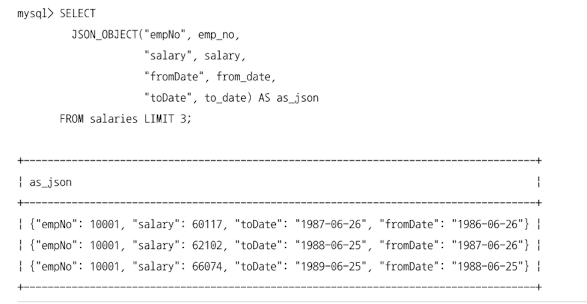 mysql> SELECT
JSON_OBJECT("empNo", emp_no,
"salary", salary,
"fromDate", from_date,
"toDate", to_date) AS as_json
FROM salaries LIMIT 3;
+------------------------------------------------------------------------------------+
| as_json |
+------------------------------------------------------------------------------------+
| {"empNo": 10001, "salary": 60117, "toDate": "1987-06-26", "fromDate": "1986-06-26"} |
| {"empNo": 10001, "salary": 62102, "toDate": "1988-06-25", "fromDate": "1987-06-26"} |
| {"empNo": 10001, "salary": 66074, "toDate": "1989-06-25", "fromDate": "1988-06-25"} |
+------------------------------------------------------------------------------------+